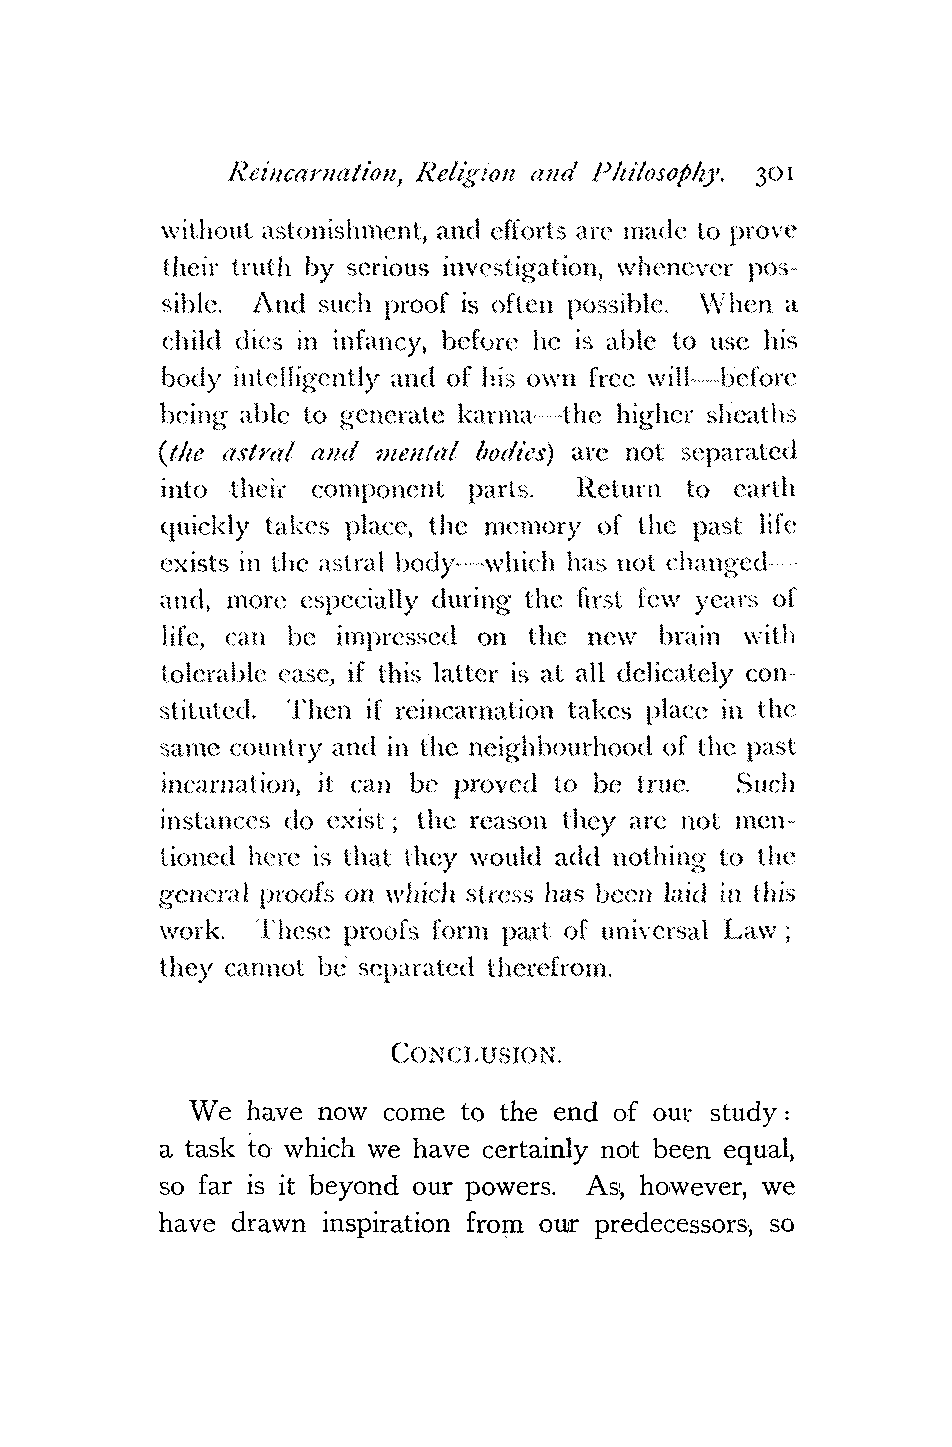 Reincarnation, Religion and Philosophy. 301
without astonishment, and efforts are made to prove
their truth by serious investigation, whenever pos-
sible. And such proof is often possible. When a
child dies in infancy, before he is able to use his
body intelligently and of his own free will—before
being able to generate karma—the higher sheaths
(the astral and mental bodies) are not separated
into their component parts. Return to earth
quickly takes place, the memory of the past life
exists in the astral body—which has not changed—
and, more especially during the first few years of
life, can be impressed on the new brain with
tolerable ease, if this latter is at all delicately con-
stituted. Then if reincarnation takes place in the
same country and in the neighbourhood of the past
incarnation, it can be proved to be true. Such
instances do exist; the reason they are not men-
tioned here is that they would add nothing to the
general proofs on which stress has been laid in this
work. These proofs form part of universal Law;
they cannot be separated therefrom.
CONCLUSION.
We have now come to the end of our study:
a task to which we have certainly not been equal,
so far is it beyond our powers. As, however, we
have drawn inspiration from our predecessors, so